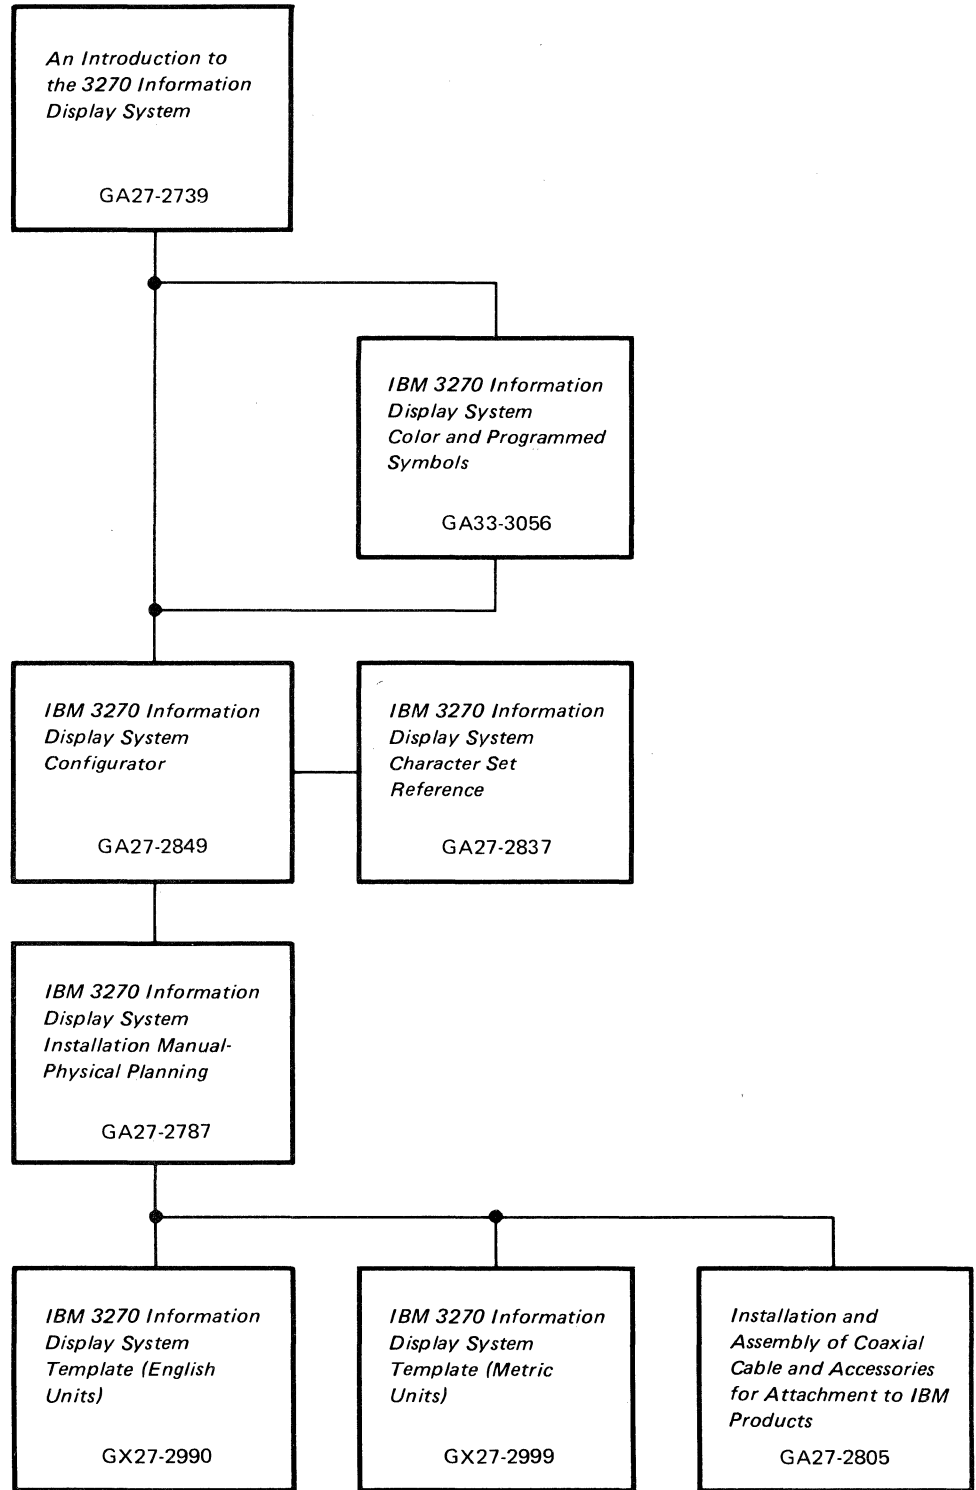 An Introduction to
the 3270 Information
Display System
GA27-2739
IBM 3270 Information
Display System
Color and Programmed
Symbols
GA33-3056
IBM 3270 Information
Display System
Configurator
GA27-2849
IBM 3270 Information
Display System
Character Set
Reference
GA27-2837
IBM 3270 Information
Display System
Installation Manual-
Physical Planning
GA27-2787
IBM 3270 Information
Display System
Template (English
Units)
GX27-2990
IBM 3270 Information
Display System
Template (Metric
Units)
GX27-2999
Installation and
Assembly of Coaxial
Cable and Accessories
for Attachment to IBM
Products
GA27-2805